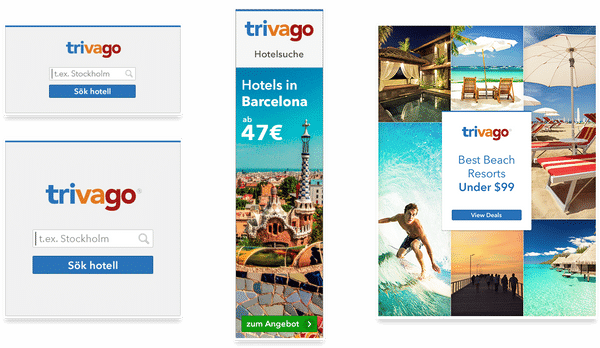 trivago
t.ex. Stockholm
Sök hotell
trivago®
t.ex. Stockholm
Sök hotell
trivago
Hotelsuche
Hotels in
Barcelona
ab
47€
zum Angebot
trivago
Best Beach
Resorts
Under $99
View Deals